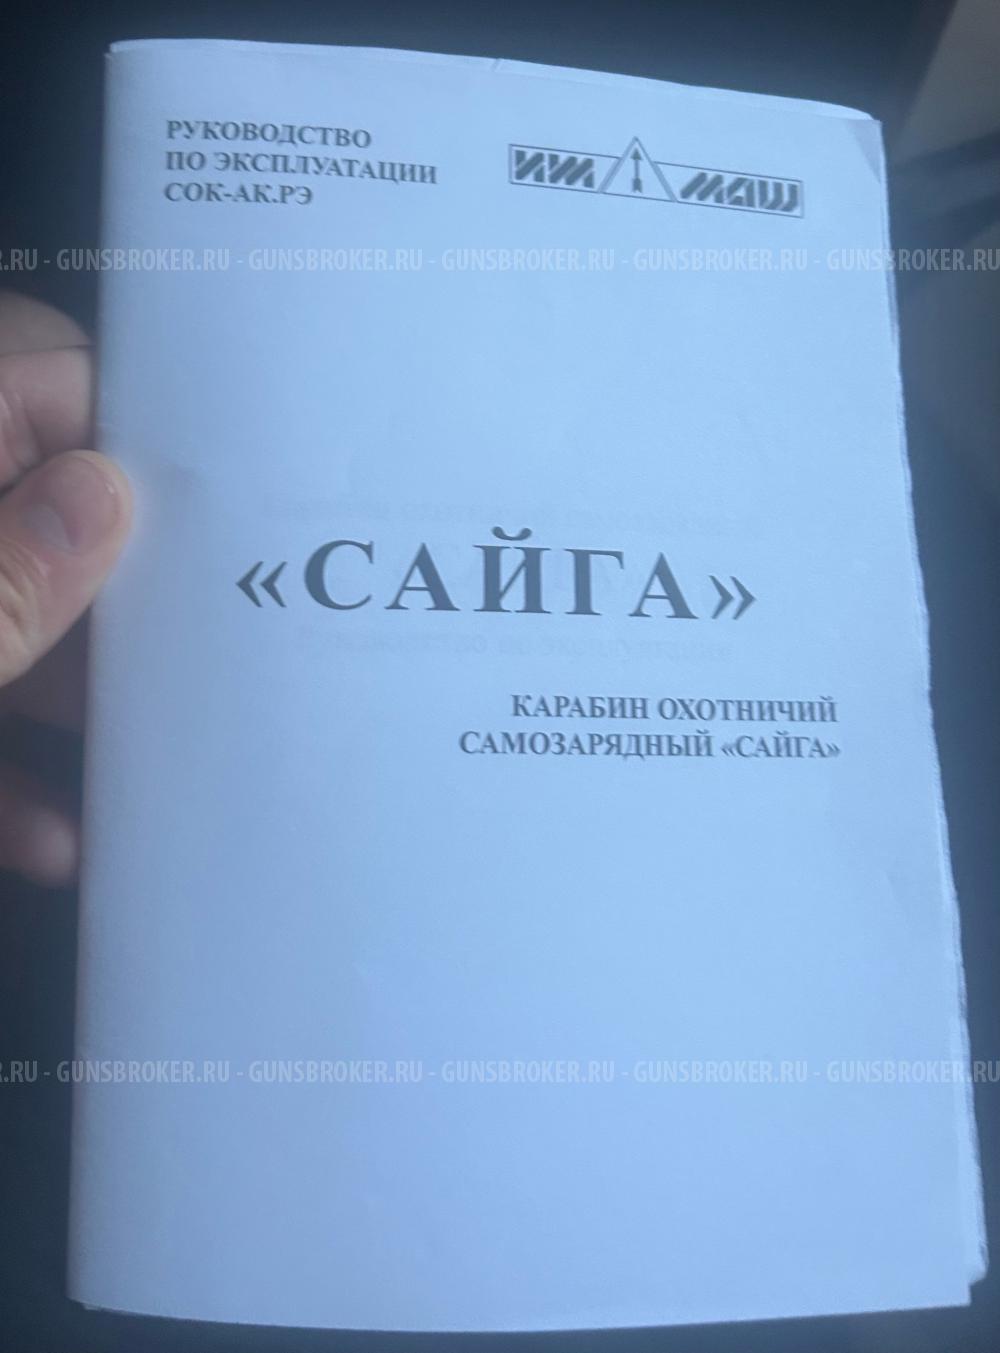 РУКОВОДСТВО
ПО ЭКСПЛУАТАЦИИ
СОК-АК.РЭ
ИЖМАШ
.RU - GUNSBROKER.RU - GUNSBROKER.RU - GUNSBROKER.RU - GUNSBROKER.RU - GUNSBROKER.RU
«САЙГА»
КАРАБИН ОХОТНИЧИЙ
САМОЗАРЯДНЫЙ «САЙГА»
.RU - GUNSBROKER.RU - GUNSBROKER.RU - GUNSBROKER.RU - GUNSBROKER.RU - GUNSBROKER.RU